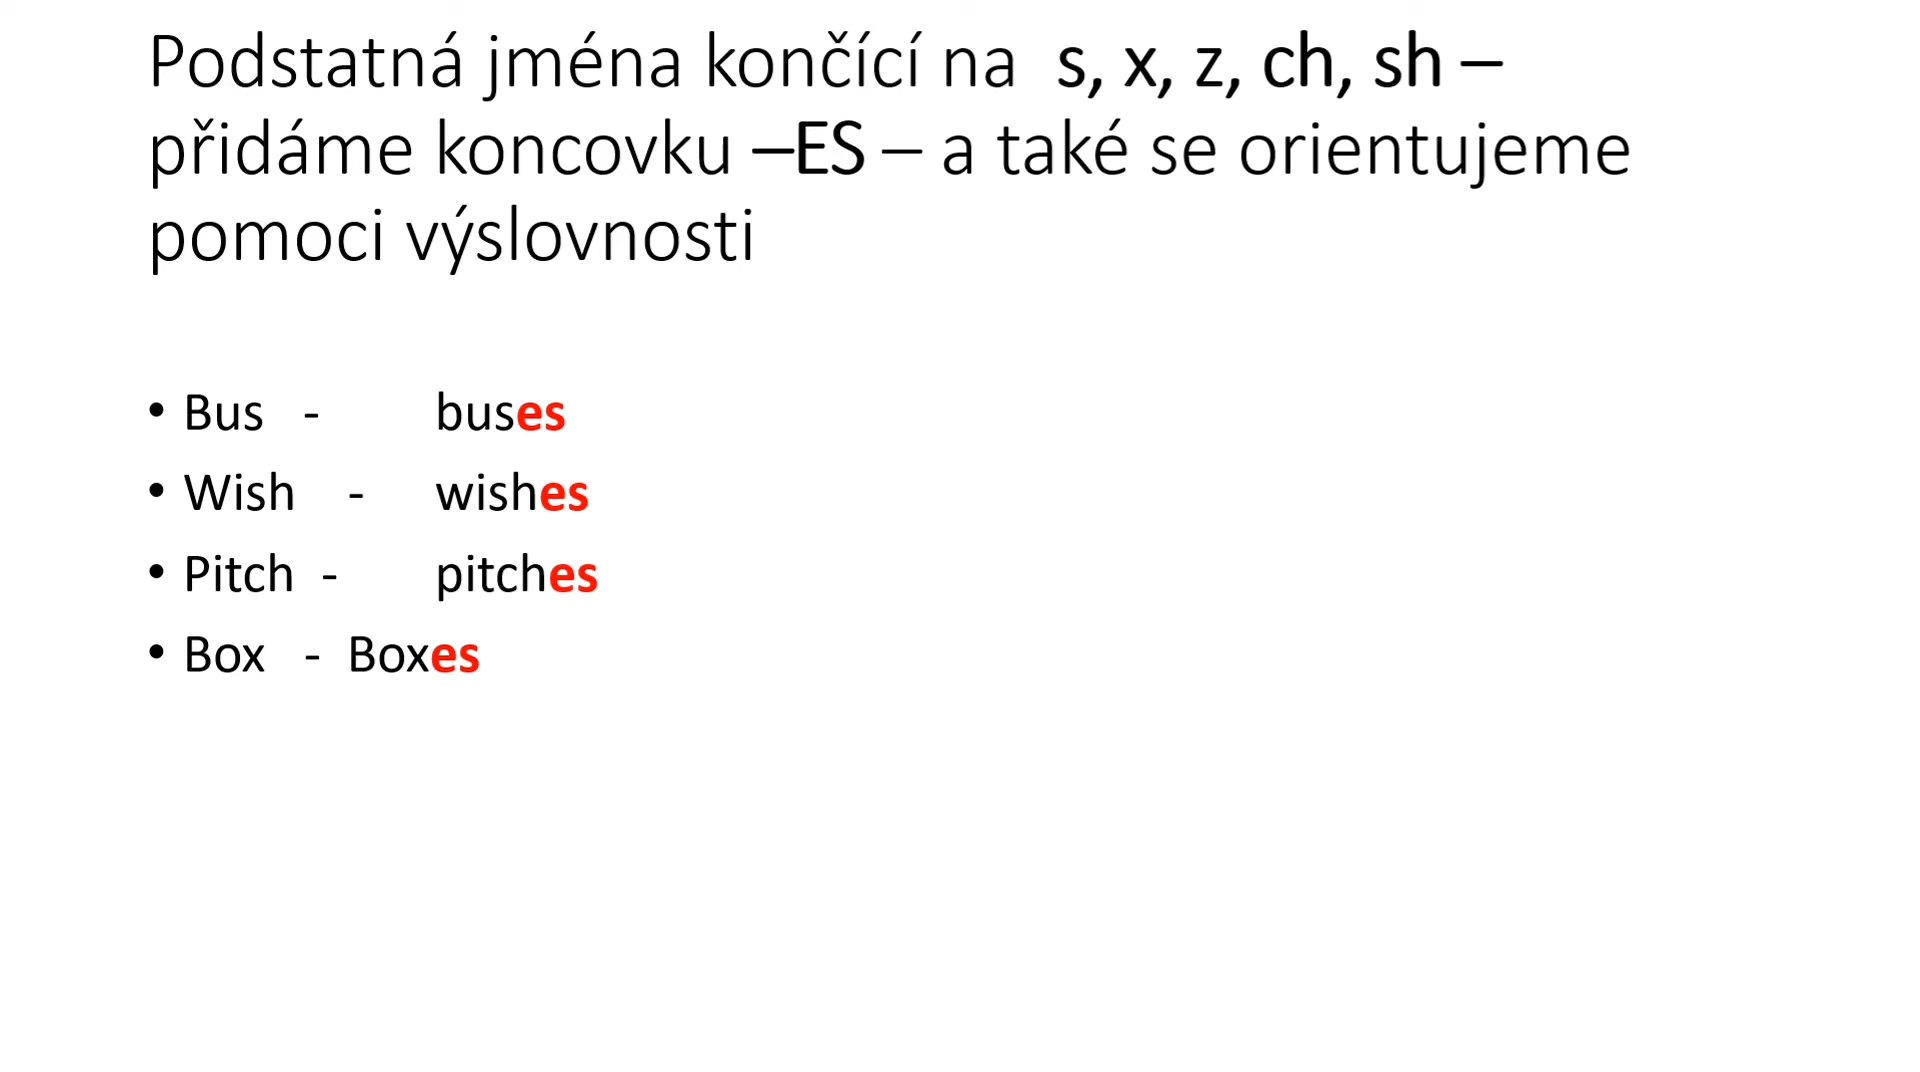 Podstatná jména končící na s, x, z, ch, sh –
přidáme koncovku –ES – a také se orientujeme
pomoci výslovnosti
• Bus - buses
• Wish - wishes
• Pitch - pitches
• Box - Boxes